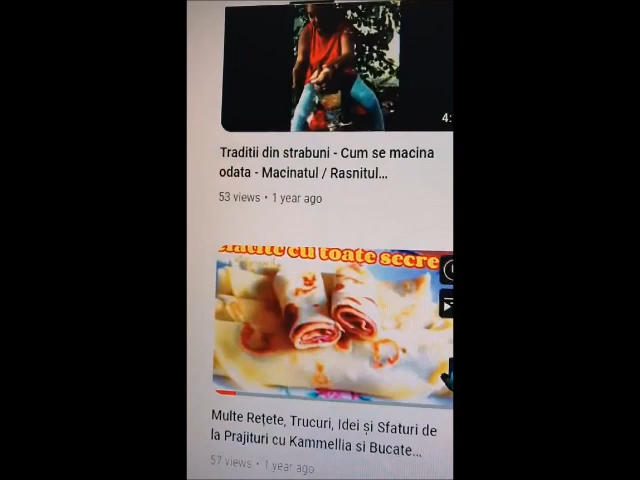 4:
Traditii din strabuni - Cum se macina
odata - Macinatul / Rasnitul...
53 views • 1 year ago
cu toate secre
Multe Rețete, Trucuri, Idei și Sfaturi de
la Prajituri cu Kammellia si Bucate...
57 views • 1 year ago